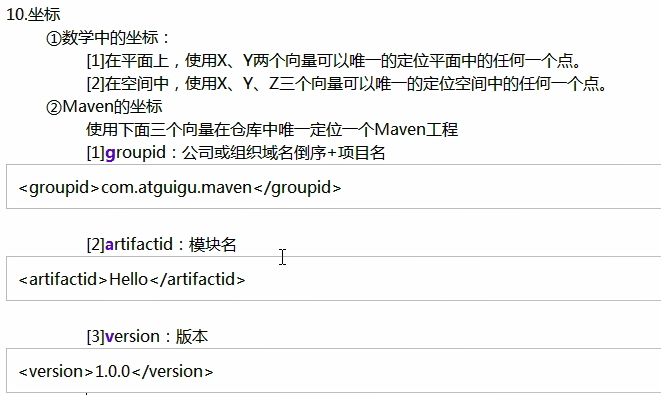 10.坐标
①数学中的坐标：
[1]在平面上，使用X、Y两个向量可以唯一的定位平面中的任何一个点。
[2]在空间中，使用X、Y、Z三个向量可以唯一的定位空间中的任何一个点。
②Maven的坐标
使用下面三个向量在仓库中唯一定位一个Maven工程
[1]groupid：公司或组织域名倒序+项目名
<groupid>com.atguigu.maven</groupid>
[2]artifactid：模块名
<artifactid>Hello</artifactid>
[3]version：版本
<version>1.0.0</version>